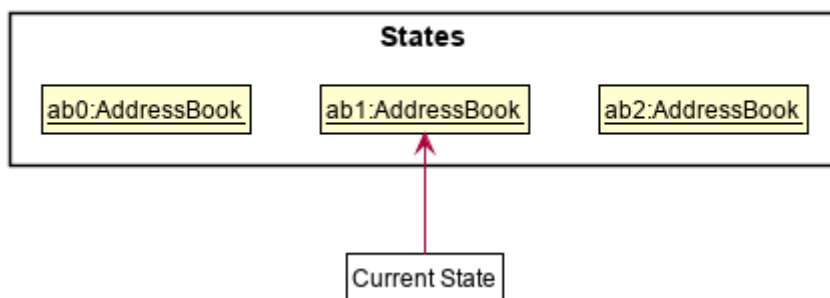 States
ab0:AddressBook
ab1:AddressBook
ab2:AddressBook
Current State